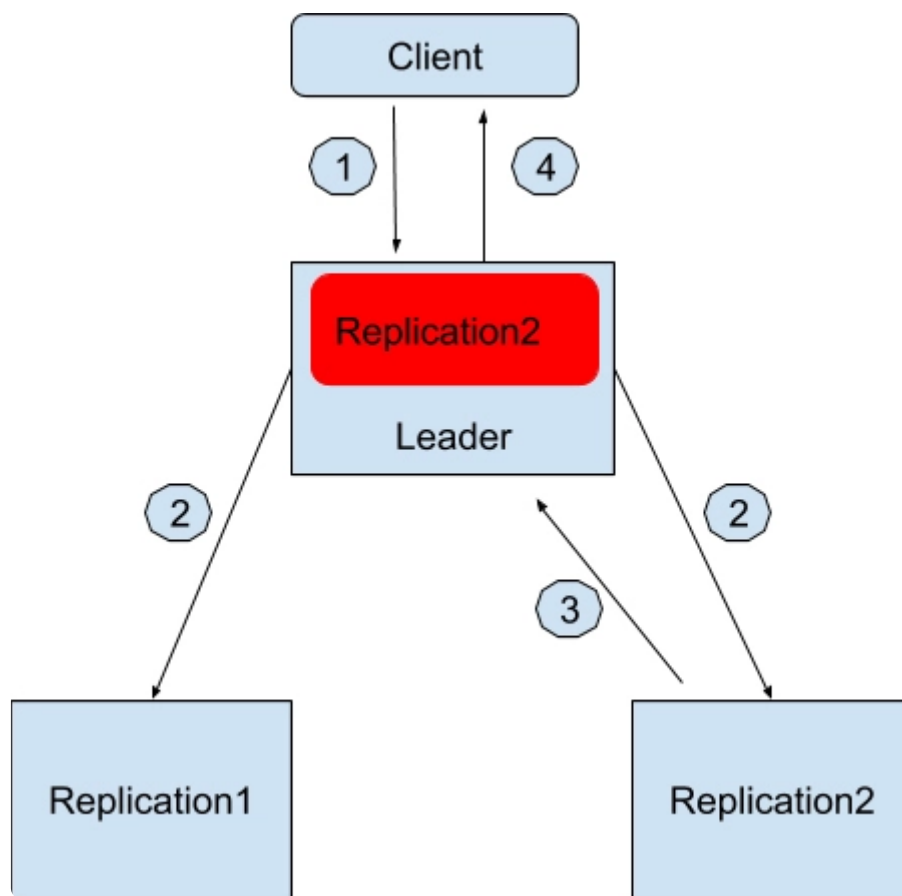 Client
1
4
Replication2
Leader
2
2
3
Replication1
Replication2